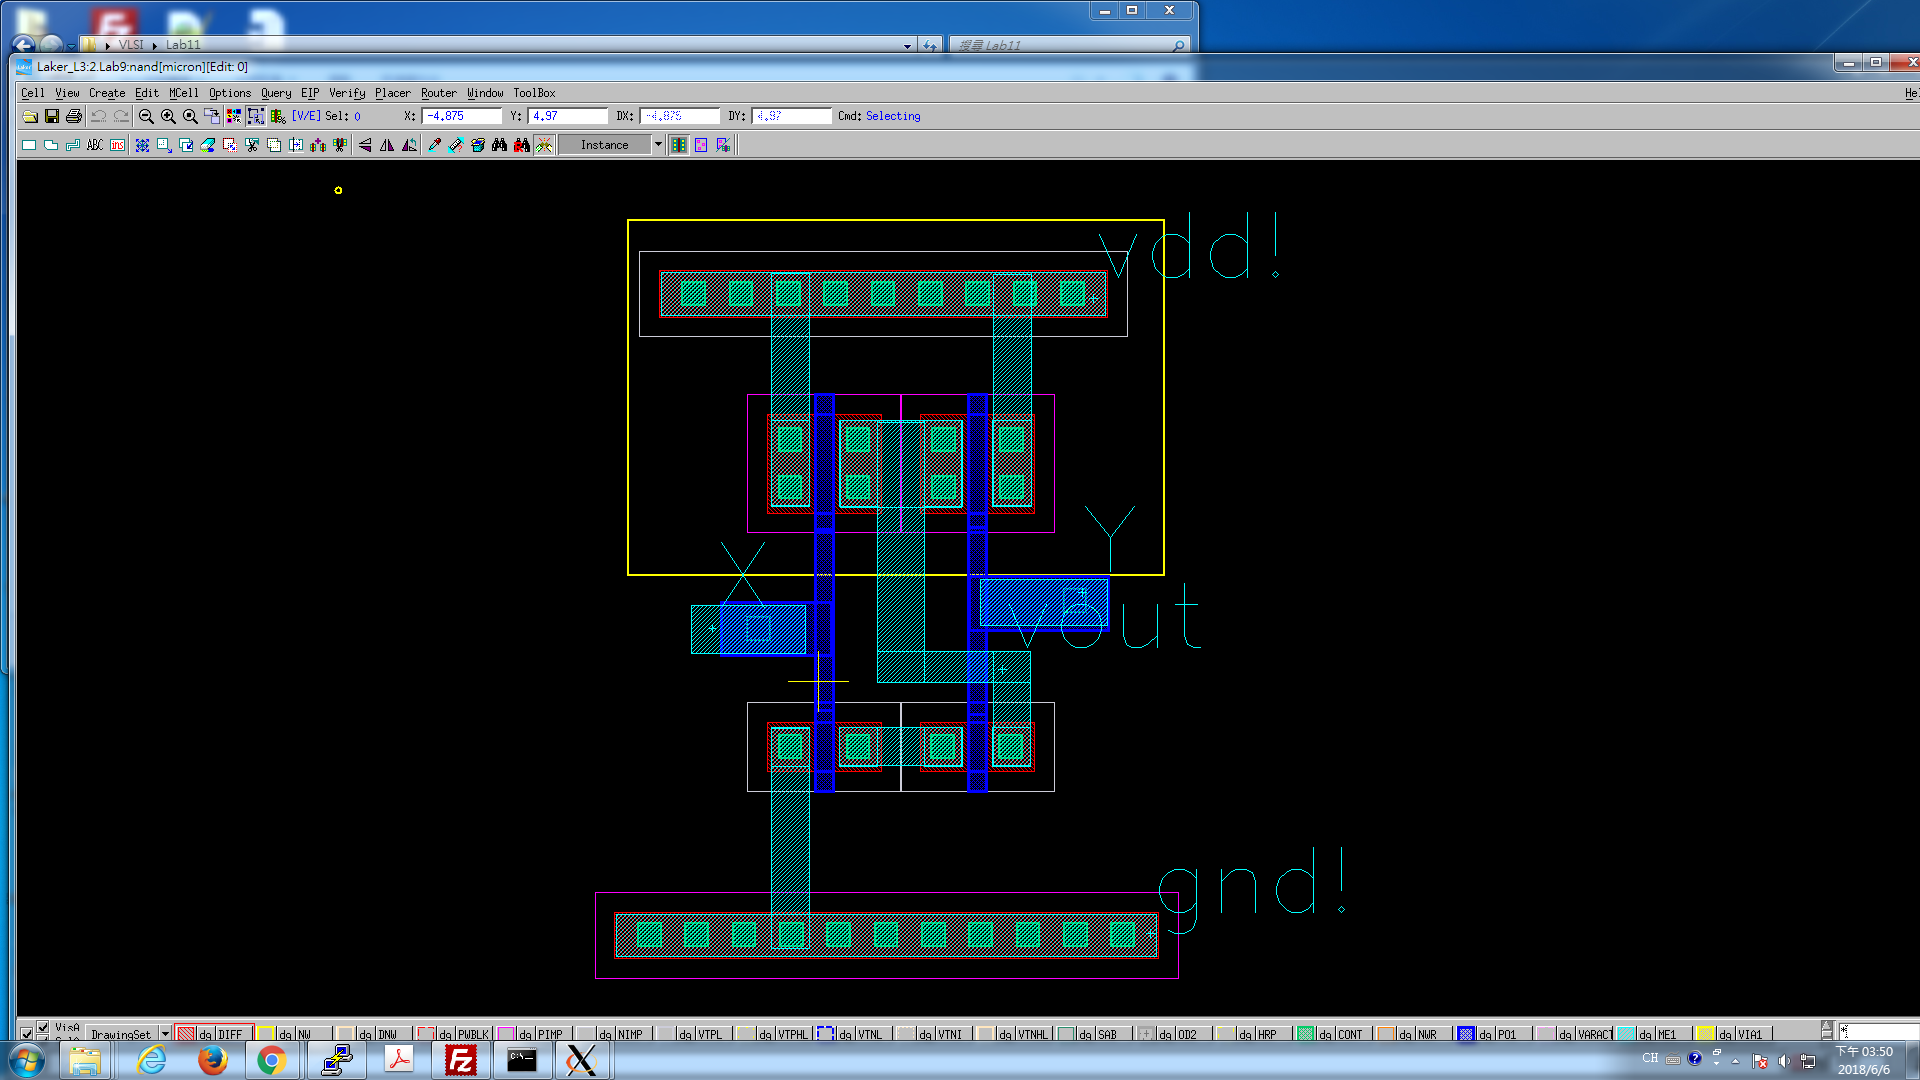 VLSI ▸ Lab11
搜尋 Lab11
Laker_L3:2.Lab9:nand[micron][Edit: 0]
Cell View Create Edit MCell Options Query EIP Verify Placer Router Window ToolBox
[V/E] Sel: 0 X: -4.875 Y: 4.97 DX: -4.875 DY: 4.97 Cmd: Selecting
ABC ins Instance
vdd!
Y
X
vout
gnd!
VisA DrawingSet dg DIFF dg NW dg DNW dg PWBLK dg PIMP dg NIMP dg VTPL dg VTPHL dg VTNL dg VTNI dg VTNHL dg SAB dg OD2 dg HRP dg CONT dg NWR dg PO1 dg VARACT dg ME1 dg VIA1
CH 下午 03:50
2018/6/6